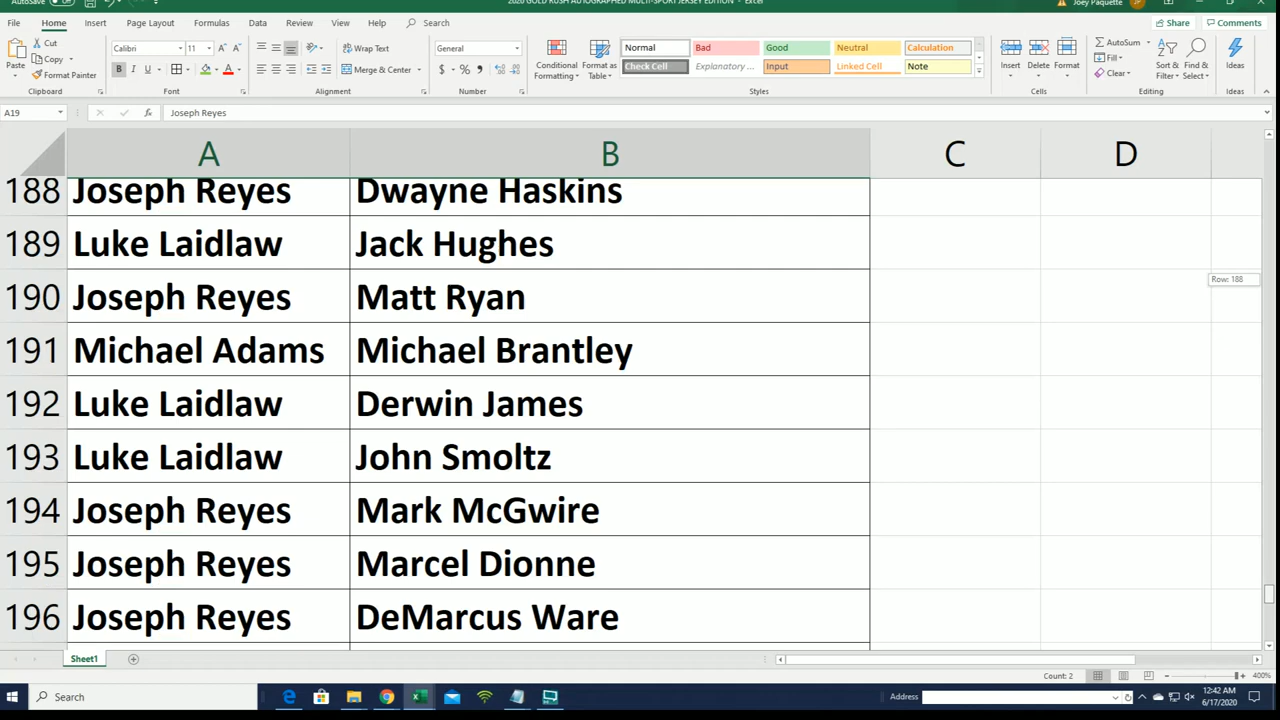 AutoSave
2020 GOLD RUSH AUTOGRAPHED MULTI-SPORT JERSEY EDITION - Excel
Joey Paquette JP
File Home Insert Page Layout Formulas Data Review View Help Search Share Comments
Paste Cut Copy Format Painter Clipboard
Calibri 11 B I U Font
Wrap Text Merge & Center Alignment
General $ % Number
Conditional Formatting Format as Table
Normal Bad Good Neutral Calculation
Check Cell Explanatory ... Input Linked Cell Note
Styles
Insert Delete Format Cells
AutoSum Fill Clear Sort & Filter Find & Select Editing
Ideas Ideas
A19 fx Joseph Reyes
A B C D
188 Joseph Reyes Dwayne Haskins
189 Luke Laidlaw Jack Hughes
Row: 188
190 Joseph Reyes Matt Ryan
191 Michael Adams Michael Brantley
192 Luke Laidlaw Derwin James
193 Luke Laidlaw John Smoltz
194 Joseph Reyes Mark McGwire
195 Joseph Reyes Marcel Dionne
196 Joseph Reyes DeMarcus Ware
Sheet1
Count: 2 400%
Search Address 12:42 AM
6/17/2020